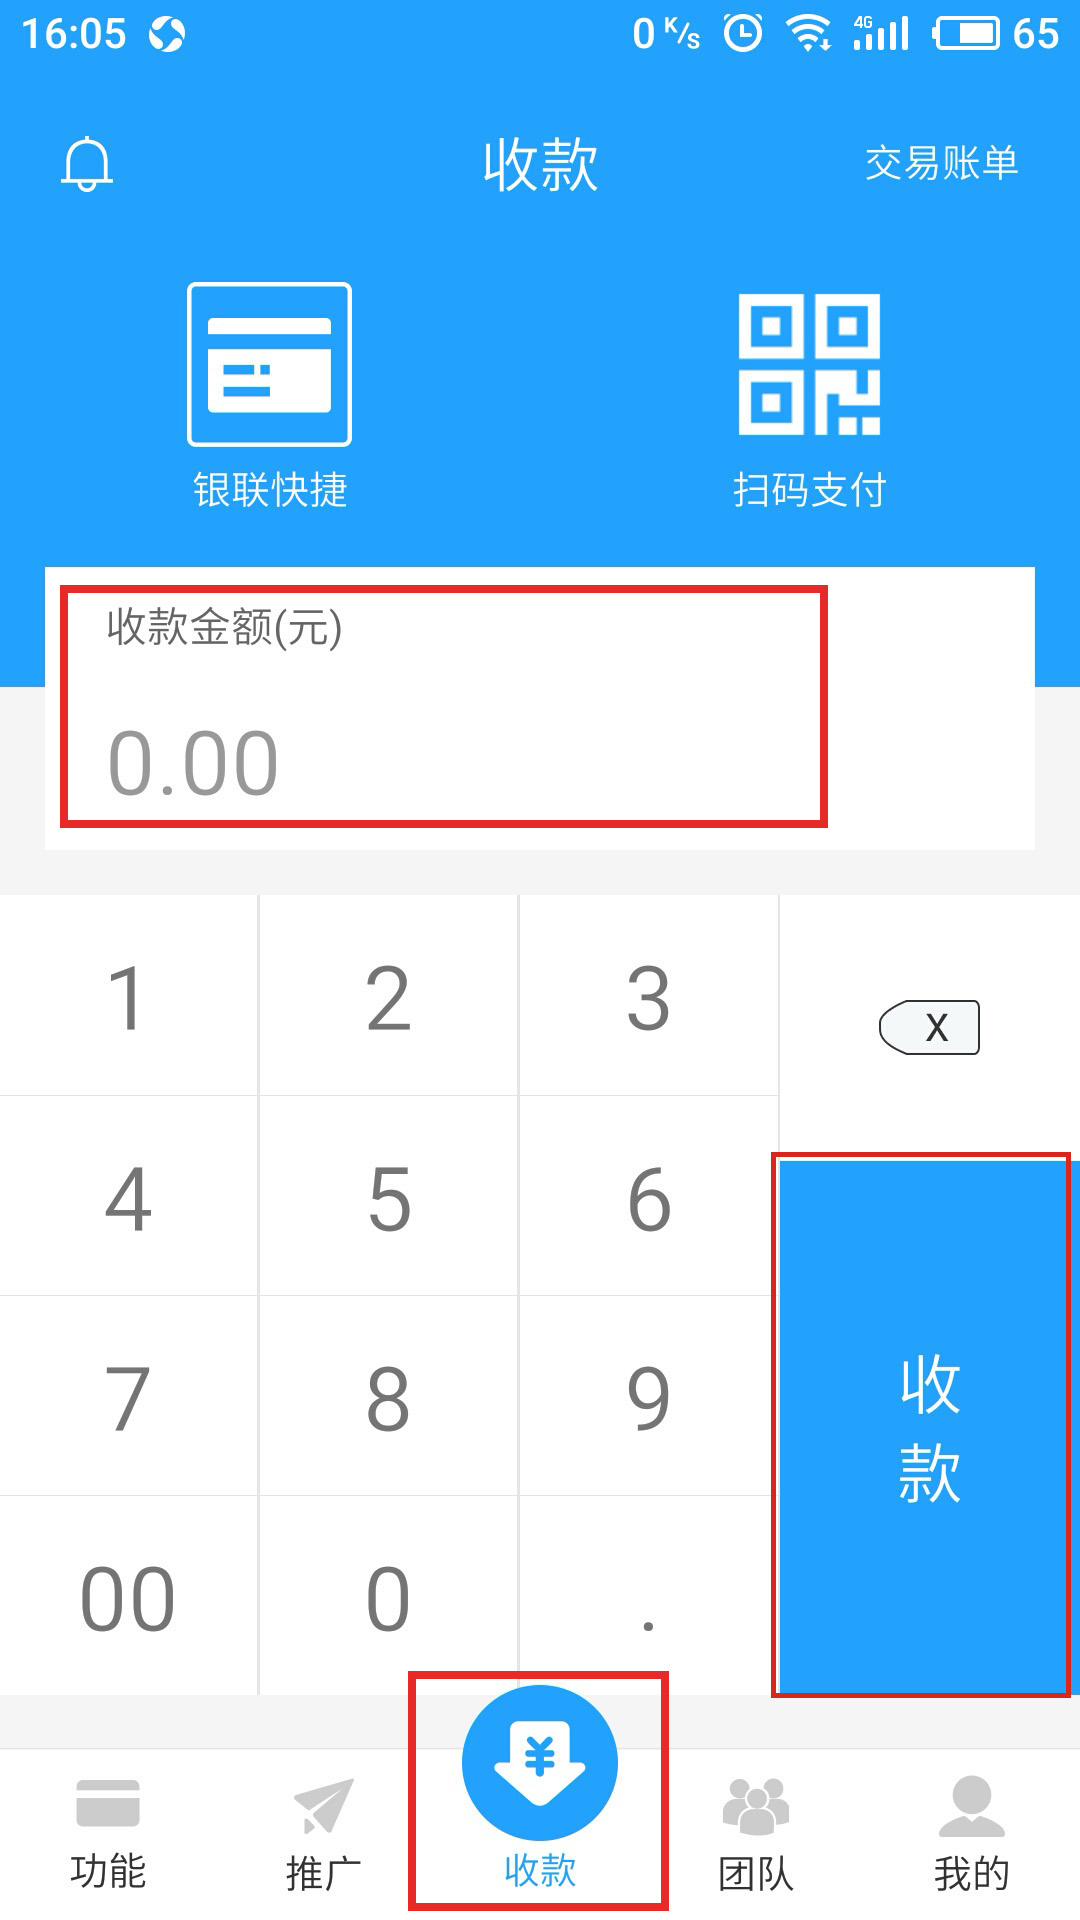 16:05 0 K/s 4G 65
收款 交易账单
银联快捷 扫码支付
收款金额(元)
0.00
1 2 3 X
4 5 6
7 8 9
收
款
00 0 .
¥
功能 推广 收款 团队 我的